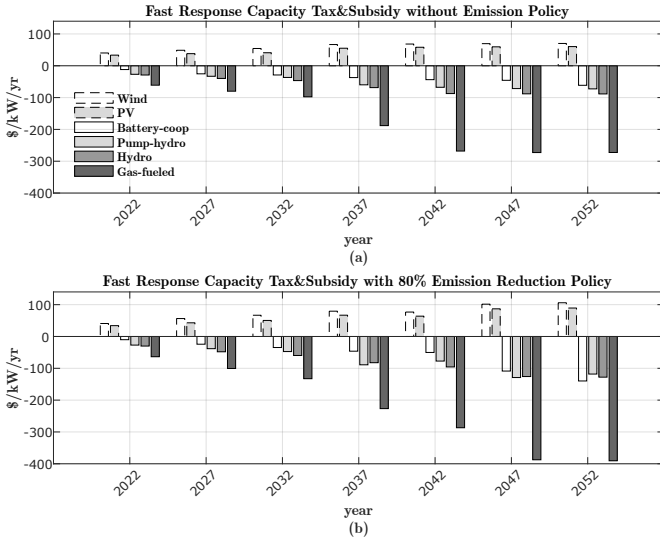 Fast Response Capacity Tax&Subsidy without Emission Policy
100
0
-100
-200
-300
-400
$/kW/yr
Wind
PV
Battery-coop
Pump-hydro
Hydro
Gas-fueled
2022
2027
2032
2037
2042
2047
2052
year
(a)
Fast Response Capacity Tax&Subsidy with 80% Emission Reduction Policy
100
0
-100
-200
-300
-400
$/kW/yr
2022
2027
2032
2037
2042
2047
2052
year
(b)